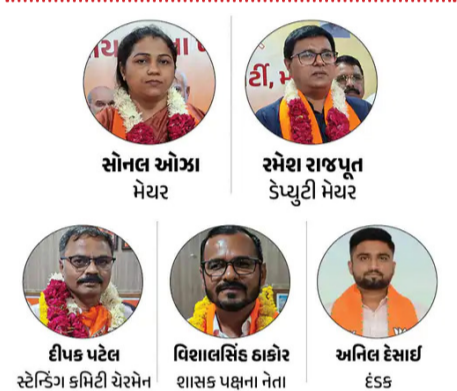 સોનલ ઓઝા
મેયર
રમેશ રાજપૂત
ડેપ્યુટી મેયર
દીપક પટેલ
સ્ટેન્ડિંગ કમિટી ચેરમેન
વિશાલસિંહ ઠાકોર
શાસક પક્ષના નેતા
અનિલ દેસાઈ
દંડક